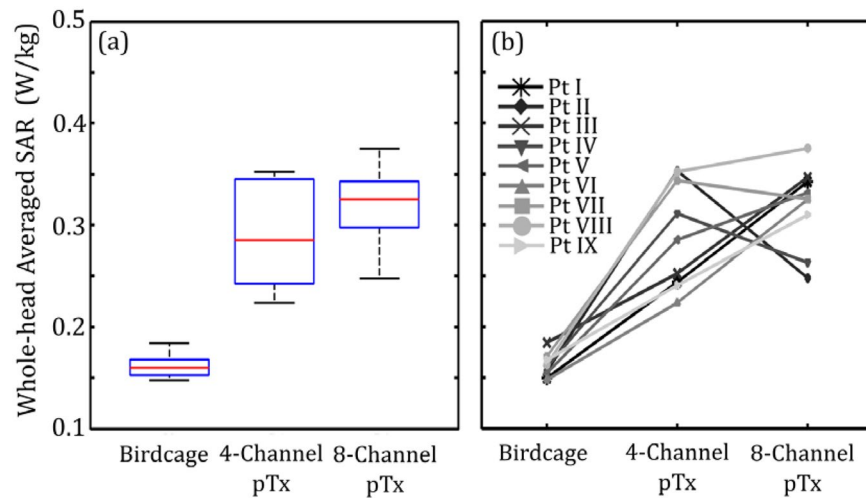 Whole-head Averaged SAR (W/kg)
0.5
0.4
0.3
0.2
0.1
(a)
Birdcage
4-Channel
pTx
8-Channel
pTx
(b)
Pt I
Pt II
Pt III
Pt IV
Pt V
Pt VI
Pt VII
Pt VIII
Pt IX
Birdcage
4-Channel
pTx
8-Channel
pTx